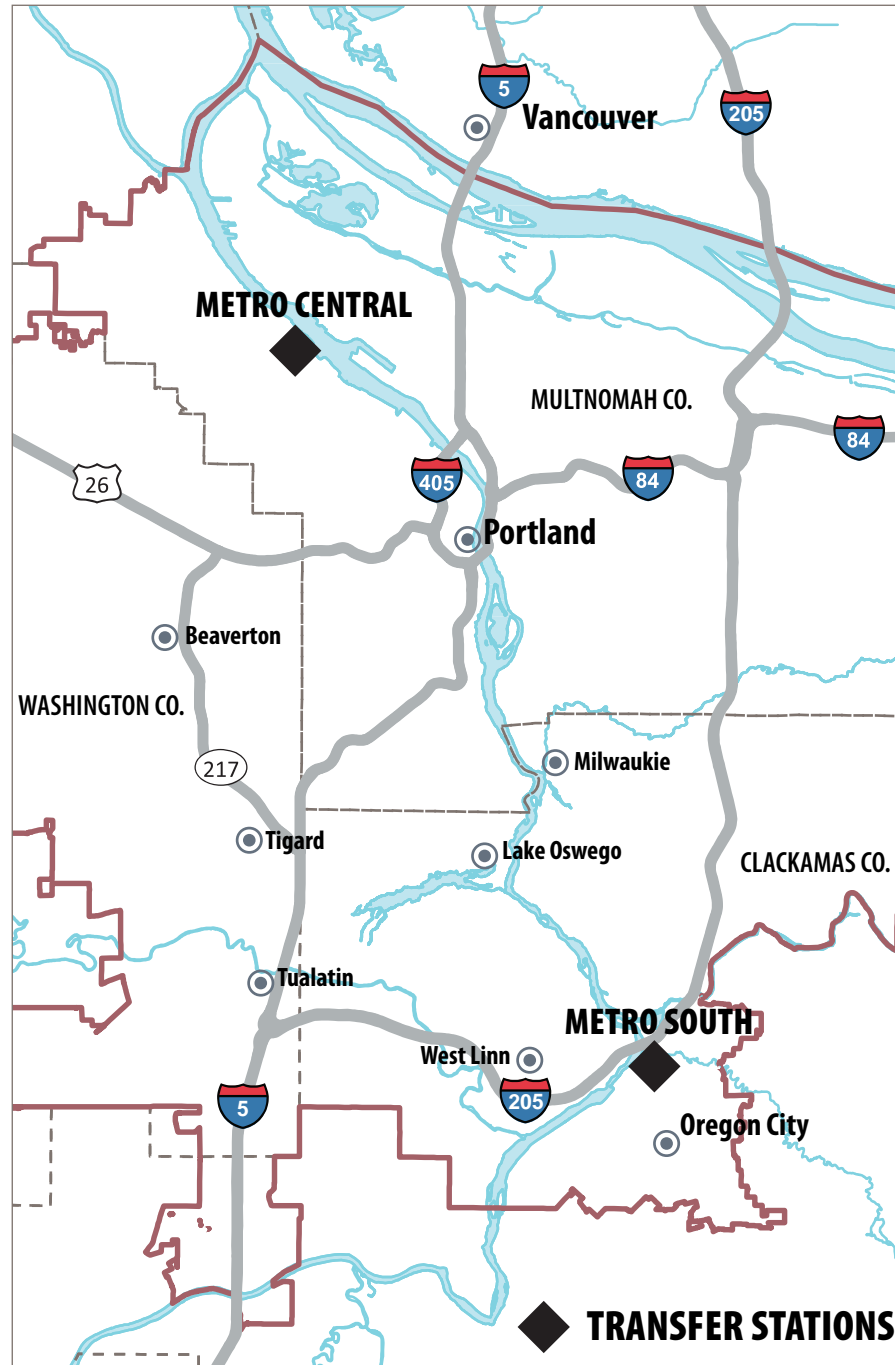 5
205
Vancouver
METRO CENTRAL
MULTNOMAH CO.
84
26
405
84
Portland
Beaverton
WASHINGTON CO.
217
Milwaukie
Tigard
Lake Oswego
CLACKAMAS CO.
Tualatin
METRO SOUTH
West Linn
205
5
Oregon City
TRANSFER STATIONS